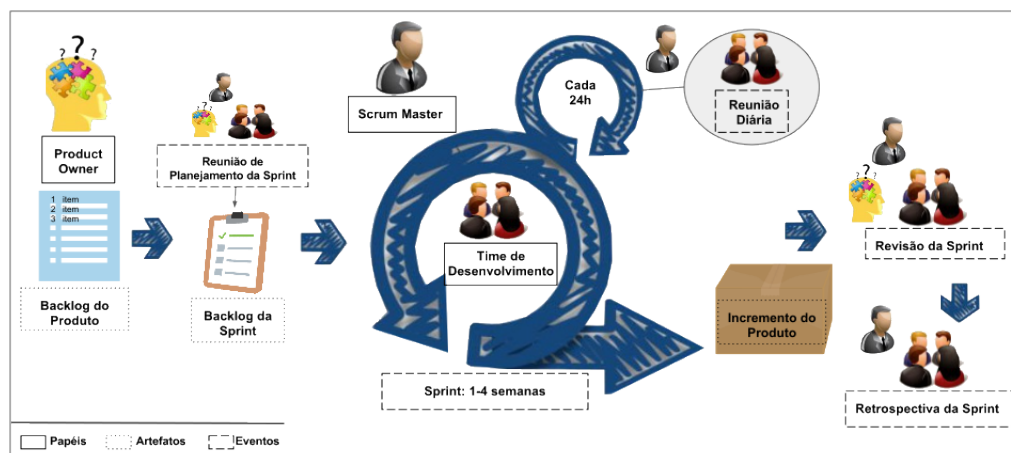 ?
?
?
Product
Owner
1 item
2 item
3 item
Backlog do
Produto
?
?
?
Reunião de
Planejamento da Sprint
Backlog da
Sprint
Scrum Master
Cada
24h
Reunião
Diária
Time de
Desenvolvimento
Sprint: 1-4 semanas
Incremento do
Produto
?
?
?
Revisão da Sprint
Retrospectiva da Sprint
Papéis
Artefatos
Eventos